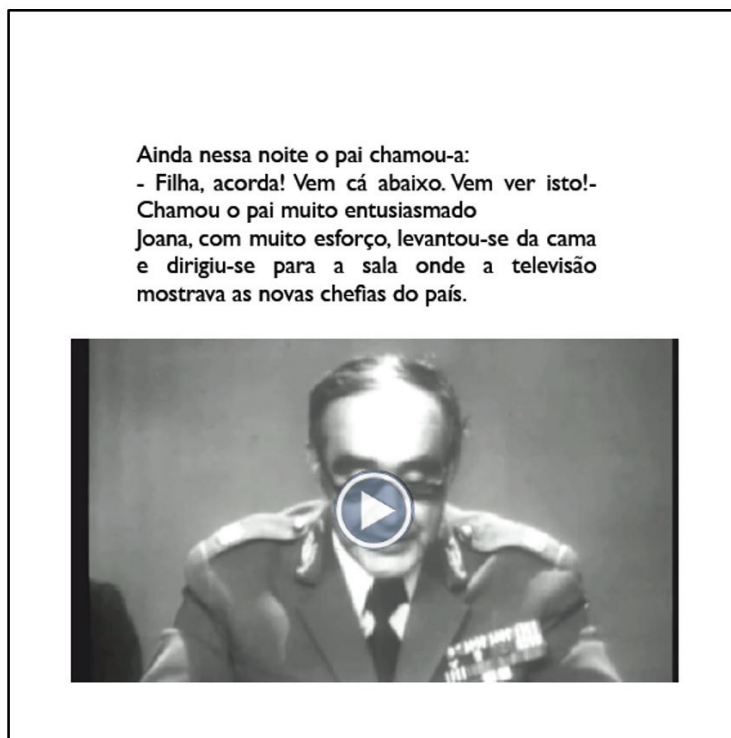 Ainda nessa noite o pai chamou-a:
- Filha, acorda! Vem cá abaixo. Vem ver isto!-
Chamou o pai muito entusiasmado
Joana, com muito esforço, levantou-se da cama
e dirigiu-se para a sala onde a televisão
mostrava as novas chefias do país.